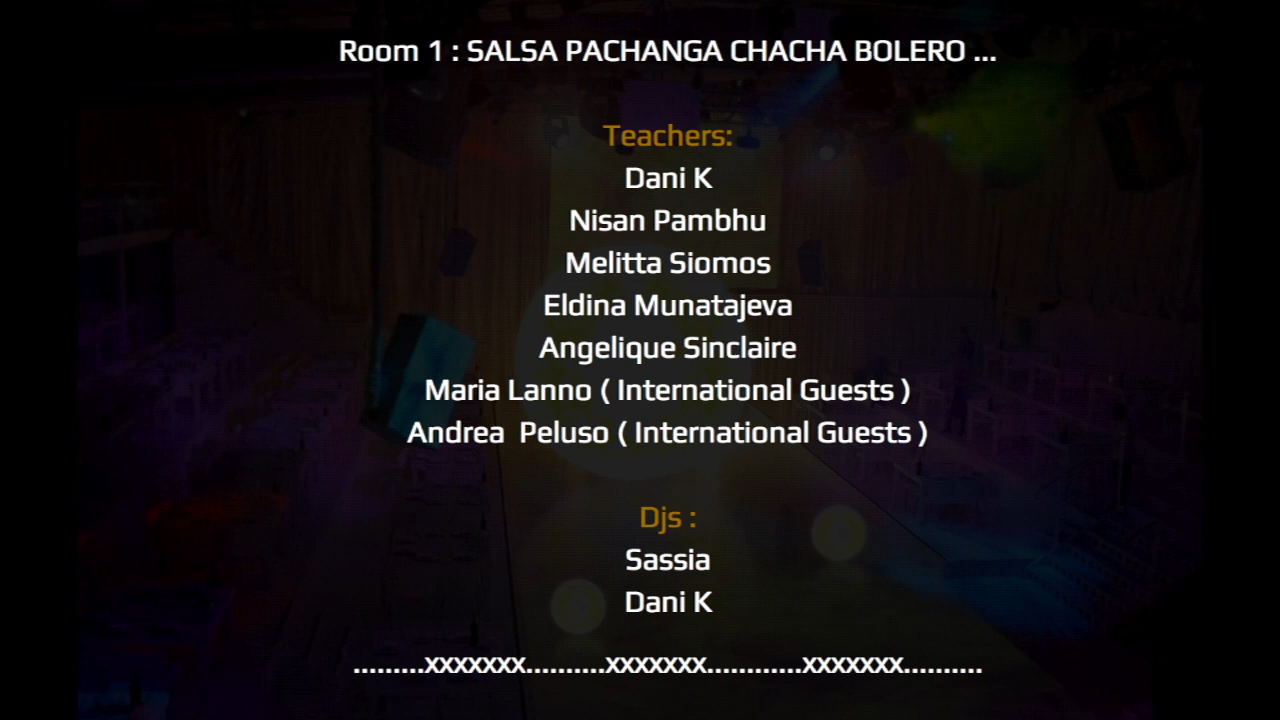 Room 1 : SALSA PACHANGA CHACHA BOLERO ...
Teachers:
Dani K
Nisan Pambhu
Melitta Siomos
Eldina Munatajeva
Angelique Sinclaire
Maria Lanno ( International Guests )
Andrea  Peluso ( International Guests )
Djs :
Sassia
Dani K
.........xxxxxxx..........xxxxxxx............xxxxxxx..........